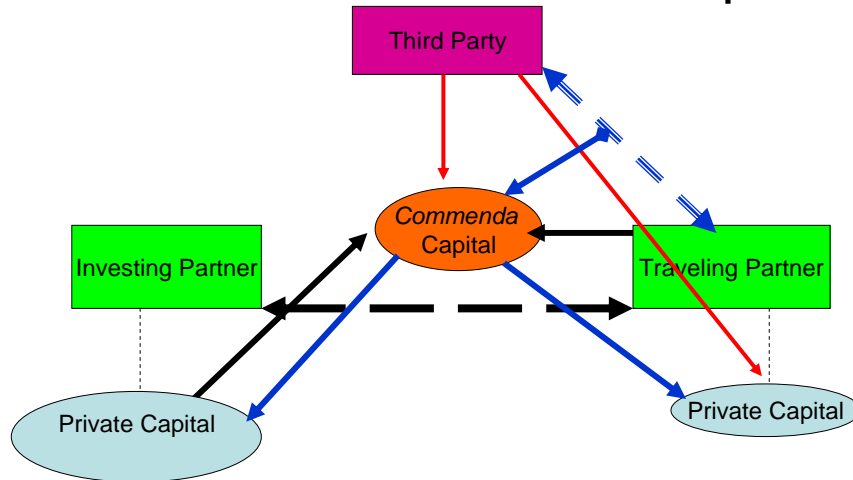 Third Party
Commenda
Capital
Investing Partner
Traveling Partner
Private Capital
Private Capital